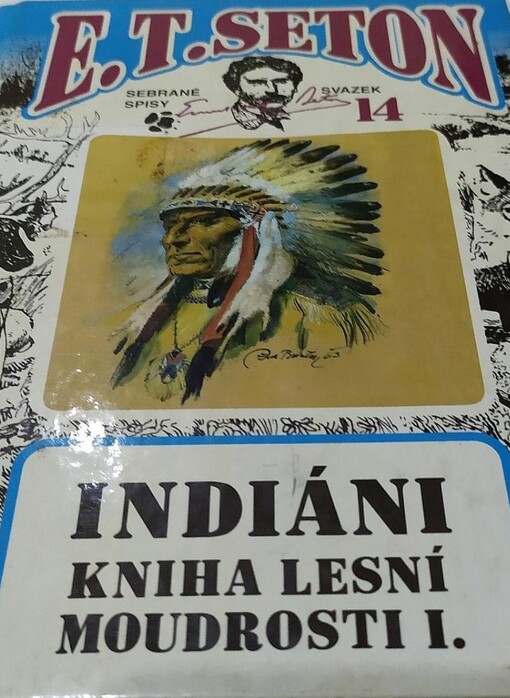 E.T.SETON
SEBRANÉ SVAZEK
SPISY 14
INDIÁNI
KNIHA LESNÍ
MOUDROSTI I.